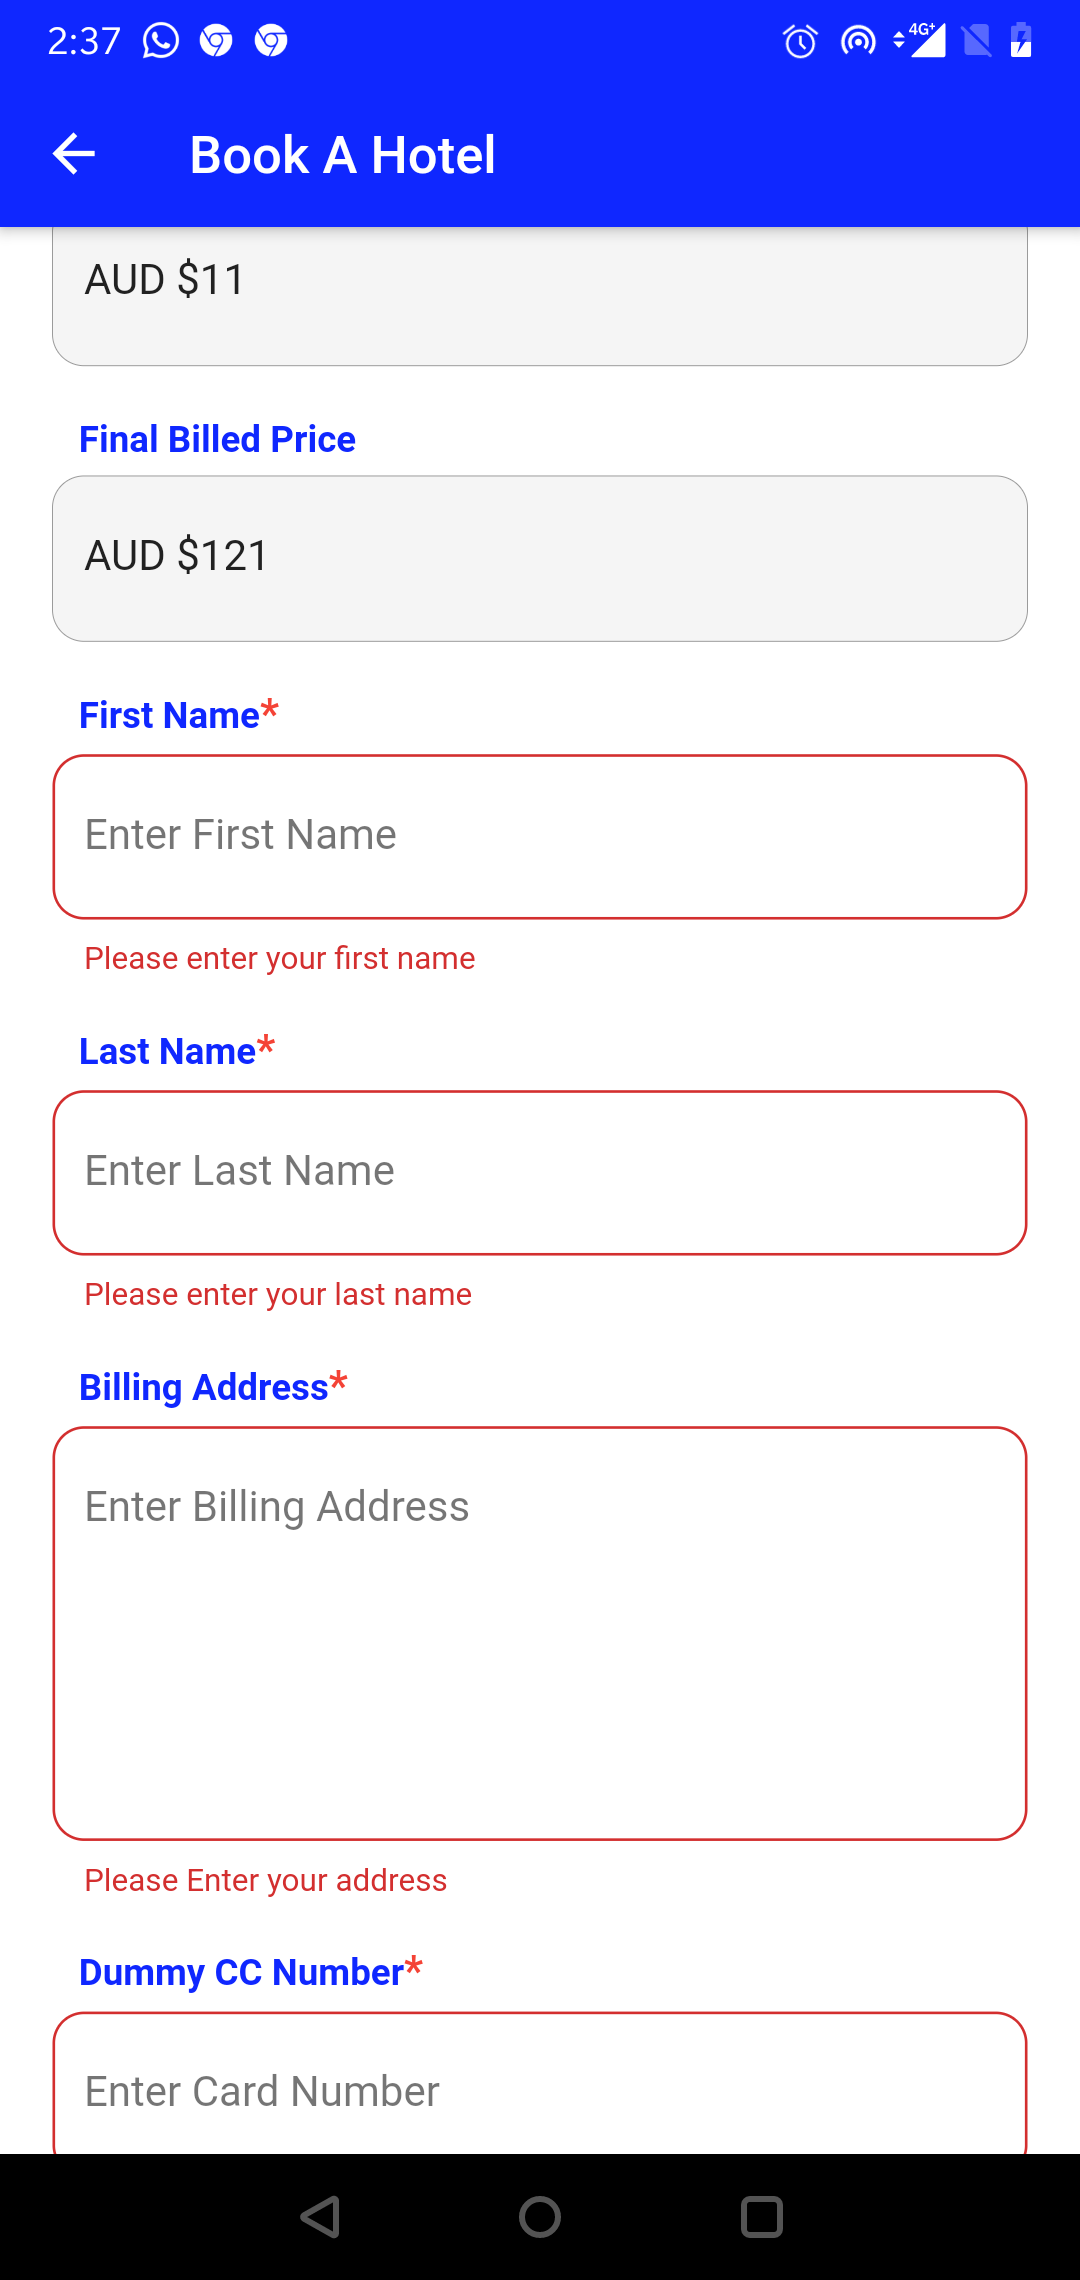 2:37
4G+
Book A Hotel
AUD $11
Final Billed Price
AUD $121
First Name*
Enter First Name
Please enter your first name
Last Name*
Enter Last Name
Please enter your last name
Billing Address*
Enter Billing Address
Please Enter your address
Dummy CC Number*
Enter Card Number